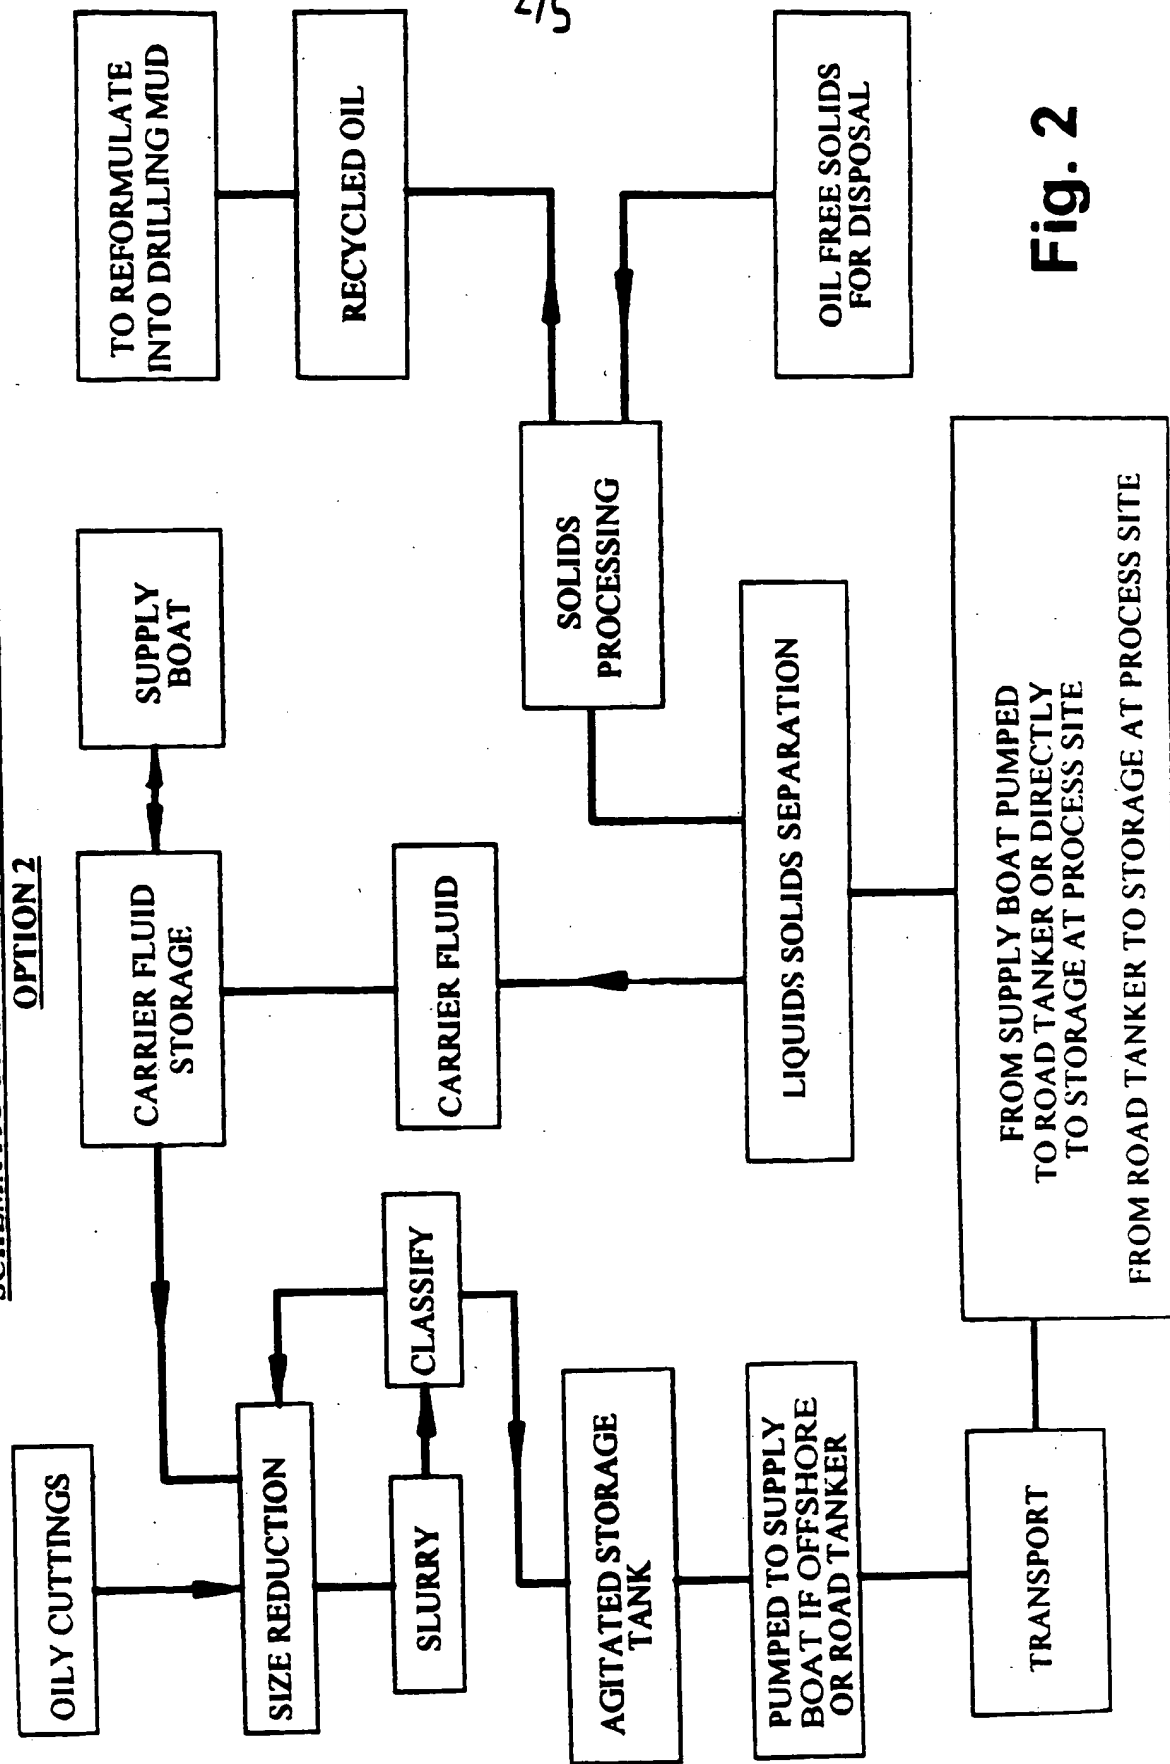 OPTION 2
OILY CUTTINGS
SIZE REDUCTION
SLURRY
CLASSIFY
AGITATED STORAGE
TANK
PUMPED TO SUPPLY
BOAT IF OFFSHORE
OR ROAD TANKER
TRANSPORT
CARRIER FLUID
STORAGE
SUPPLY
BOAT
CARRIER FLUID
LIQUIDS SOLIDS SEPARATION
FROM SUPPLY BOAT PUMPED
TO ROAD TANKER OR DIRECTLY
TO STORAGE AT PROCESS SITE
FROM ROAD TANKER TO STORAGE AT PROCESS SITE
SOLIDS
PROCESSING
TO REFORMULATE
INTO DRILLING MUD
RECYCLED OIL
OIL FREE SOLIDS
FOR DISPOSAL
Fig. 2